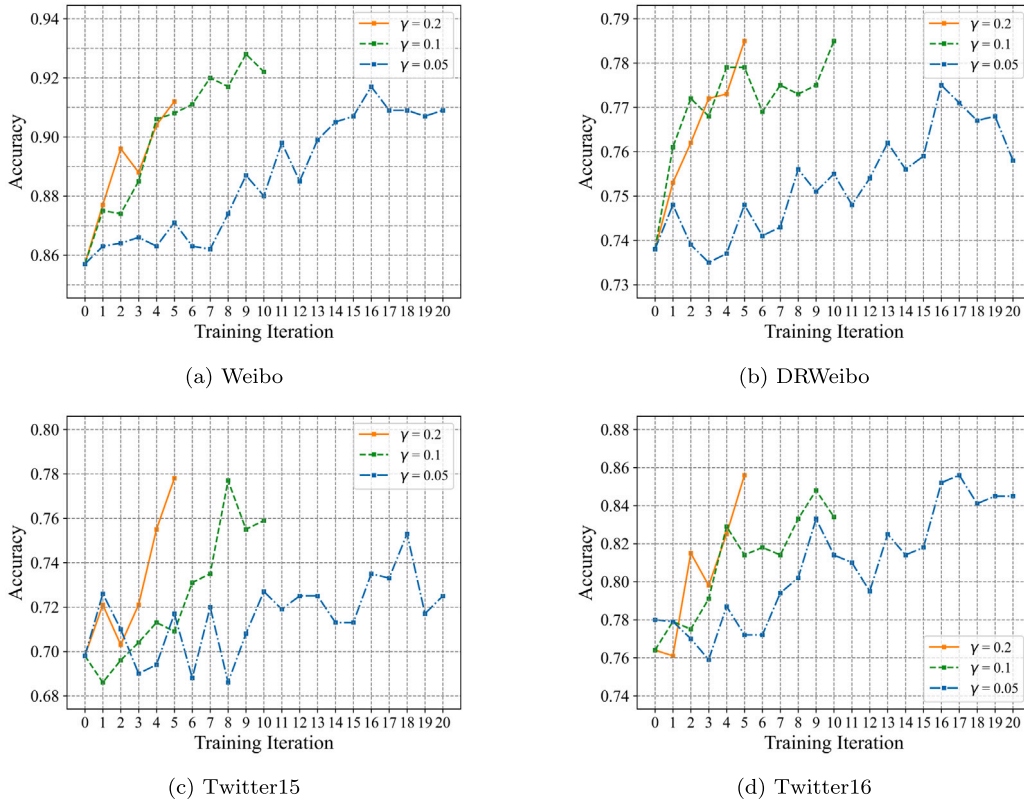 0.94
0.92
0.90
0.88
0.86
Accuracy
γ = 0.2
γ = 0.1
γ = 0.05
0 1 2 3 4 5 6 7 8 9 10 11 12 13 14 15 16 17 18 19 20
Training Iteration
(a) Weibo
0.79
0.78
0.77
0.76
0.75
0.74
0.73
Accuracy
γ = 0.2
γ = 0.1
γ = 0.05
0 1 2 3 4 5 6 7 8 9 10 11 12 13 14 15 16 17 18 19 20
Training Iteration
(b) DRWeibo
0.80
0.78
0.76
0.74
0.72
0.70
0.68
Accuracy
γ = 0.2
γ = 0.1
γ = 0.05
0 1 2 3 4 5 6 7 8 9 10 11 12 13 14 15 16 17 18 19 20
Training Iteration
(c) Twitter15
0.88
0.86
0.84
0.82
0.80
0.78
0.76
0.74
Accuracy
γ = 0.2
γ = 0.1
γ = 0.05
0 1 2 3 4 5 6 7 8 9 10 11 12 13 14 15 16 17 18 19 20
Training Iteration
(d) Twitter16